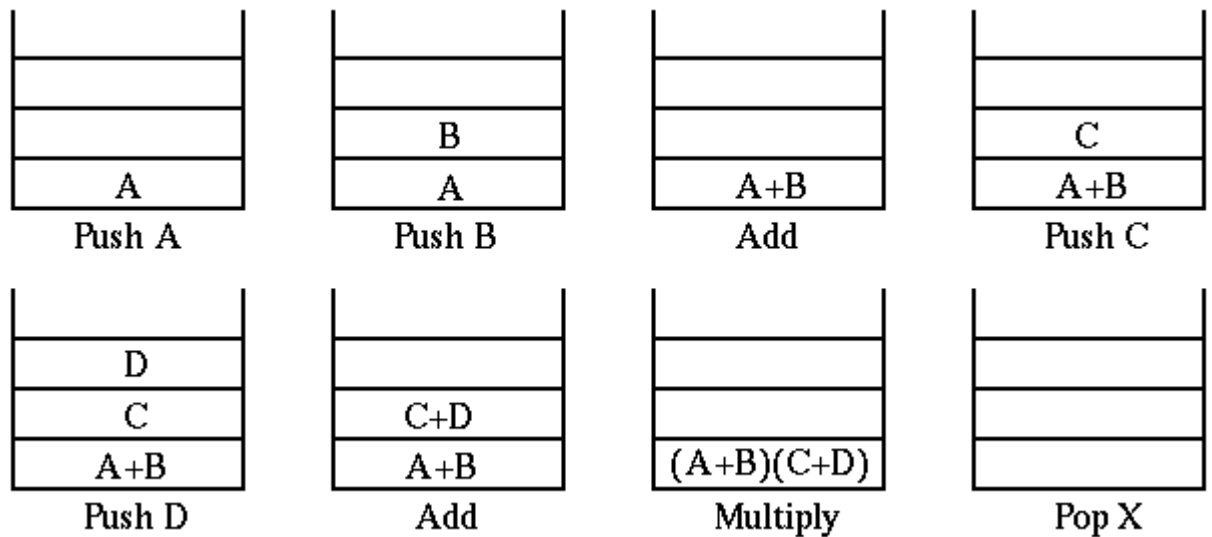 B C
A A A+B A+B
Push A Push B Add Push C
D
C C+D
A+B A+B (A+B)(C+D)
Push D Add Multiply Pop X